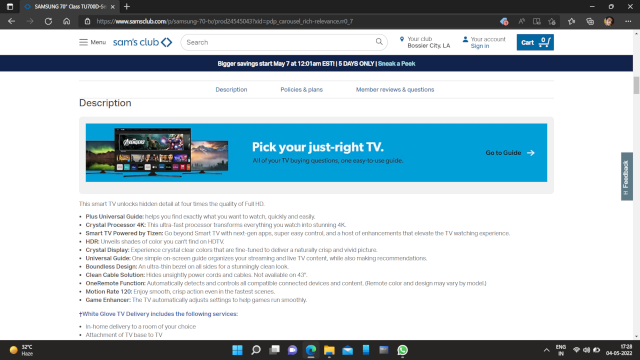 SAMSUNG 70" Class TU700D-Se
https://www.samsclub.com/p/samsung-70-tv/prod24545043?xid=pdp_carousel_rich-relevance.rr0_7
Menu
sam's club
Search
Your club
Bossier City, LA
Your account
Sign in
Cart 0
Bigger savings start May 7 at 12:01am EST! | 5 DAYS ONLY | Sneak a Peek
Description Policies & plans Member reviews & questions
Description
Pick your just-right TV.
All of your TV buying questions, one easy-to-use guide.
Go to Guide
Feedback
This smart TV unlocks hidden detail at four times the quality of Full HD.
• Plus Universal Guide: helps you find exactly what you want to watch, quickly and easily.
• Crystal Processor 4K: This ultra-fast processor transforms everything you watch into stunning 4K.
• Smart TV Powered by Tizen: Go beyond Smart TV with next-gen apps, super easy control, and a host of enhancements that elevate the TV watching experience.
• HDR: Unveils shades of color you can't find on HDTV.
• Crystal Display: Experience crystal clear colors that are fine-tuned to deliver a naturally crisp and vivid picture.
• Universal Guide: One simple on-screen guide organizes your streaming and live TV content, while also making recommendations.
• Boundless Design: An ultra-thin bezel on all sides for a stunningly clean look.
• Clean Cable Solution: Hides unsightly power cords and cables. Not available on 43".
• OneRemote Function: Automatically detects and controls all compatible connected devices and content. (Remote color and design may vary by model.)
• Motion Rate 120: Enjoy smooth, crisp action even in the fastest scenes.
• Game Enhancer: The TV automatically adjusts settings to help games run smoothly.
†White Glove TV Delivery includes the following services:
• In-home delivery to a room of your choice
• Attachment of TV base to TV
32°C
Haze
ENG
IN
17:28
04-05-2022